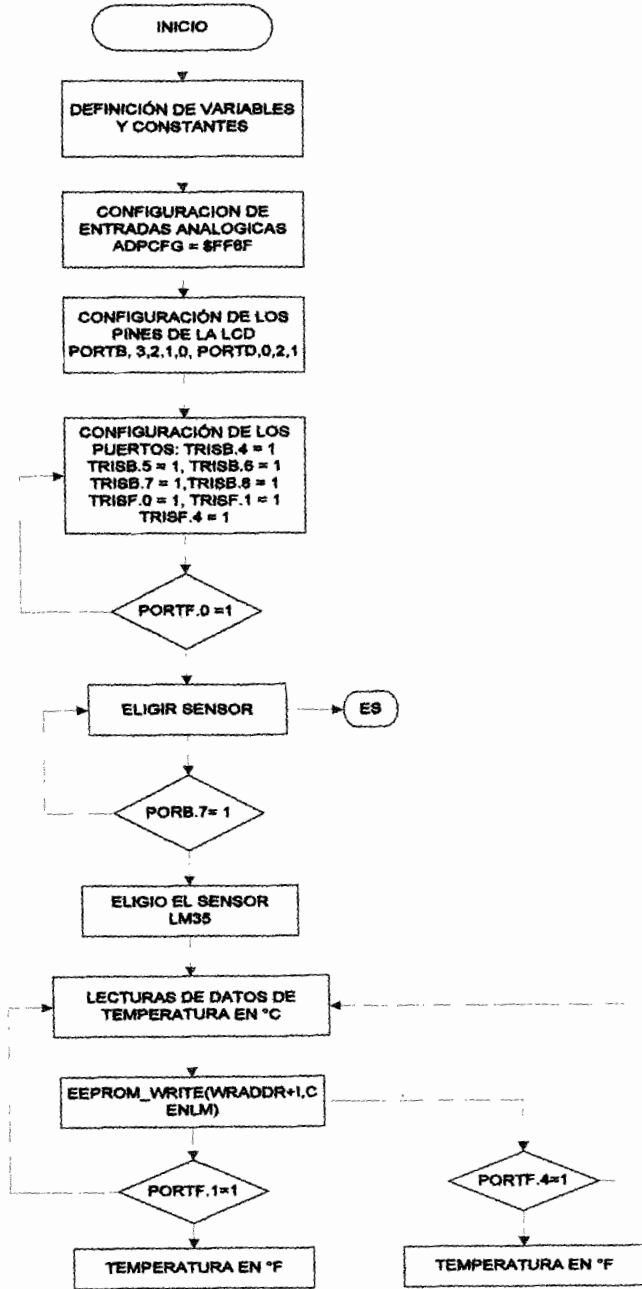 INICIO
DEFINICIÓN DE VARIABLES
Y CONSTANTES
CONFIGURACION DE
ENTRADAS ANALOGICAS
ADPCFG = $FF6F
CONFIGURACIÓN DE LOS
PINES DE LA LCD
PORTB, 3,2,1,0, PORTD,0,2,1
CONFIGURACIÓN DE LOS
PUERTOS: TRISB.4 = 1
TRISB.5 = 1, TRISB.6 = 1
TRISB.7 = 1,TRISB.8 = 1
TRISF.0 = 1, TRISF.1 = 1
TRISF.4 = 1
PORTF.0 =1
ELIGIR SENSOR
ES
PORB.7= 1
ELIGIO EL SENSOR
LM35
LECTURAS DE DATOS DE
TEMPERATURA EN °C
EEPROM_WRITE(WRADDR+I,C
ENLM)
PORTF.1=1
PORTF.4=1
TEMPERATURA EN °F
TEMPERATURA EN °F